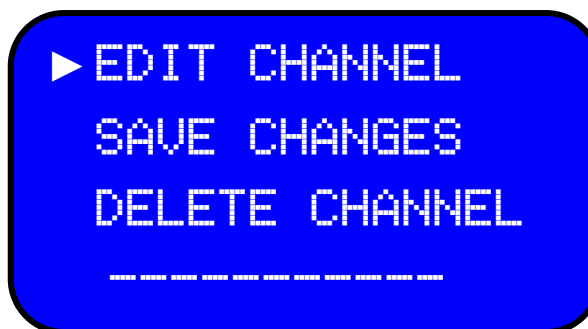 ►EDIT CHANNEL
SAVE CHANGES
DELETE CHANNEL
-----------